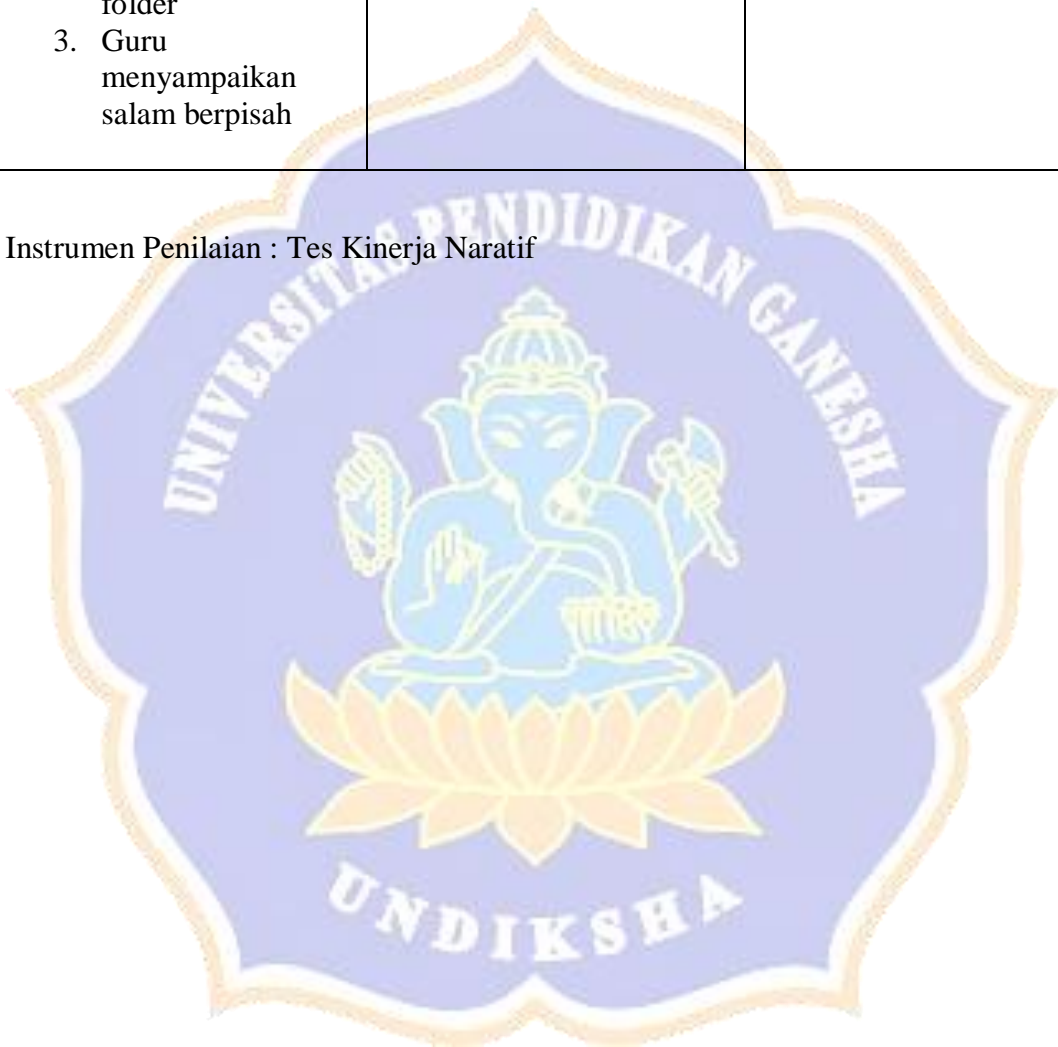 folder
3. Guru
menyampaikan
salam berpisah
Instrumen Penilaian : Tes Kinerja Naratif
UNIVERSITAS PENDIDIKAN GANESHA
UNDIKSHA